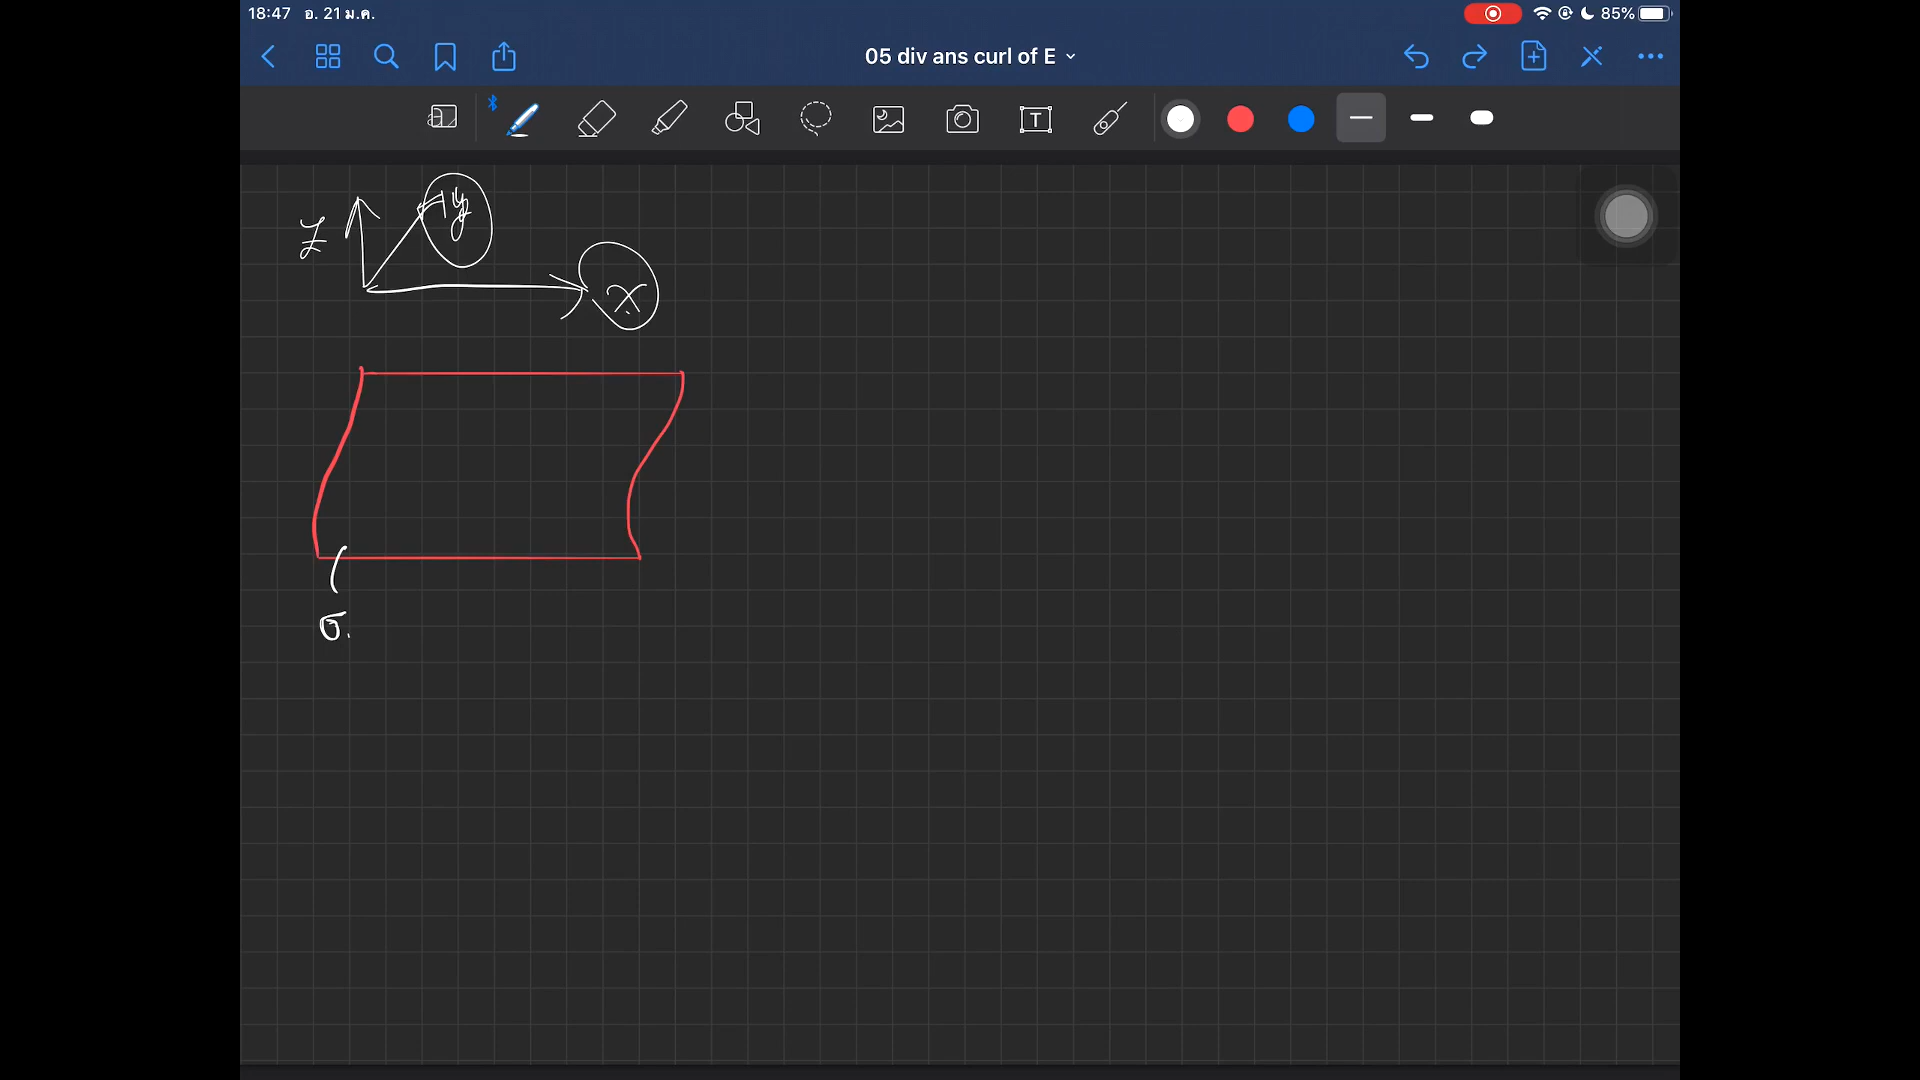 18:47 อ. 21 ม.ค. 85%
05 div ans curl of E
a
T
y
z
x
σ.